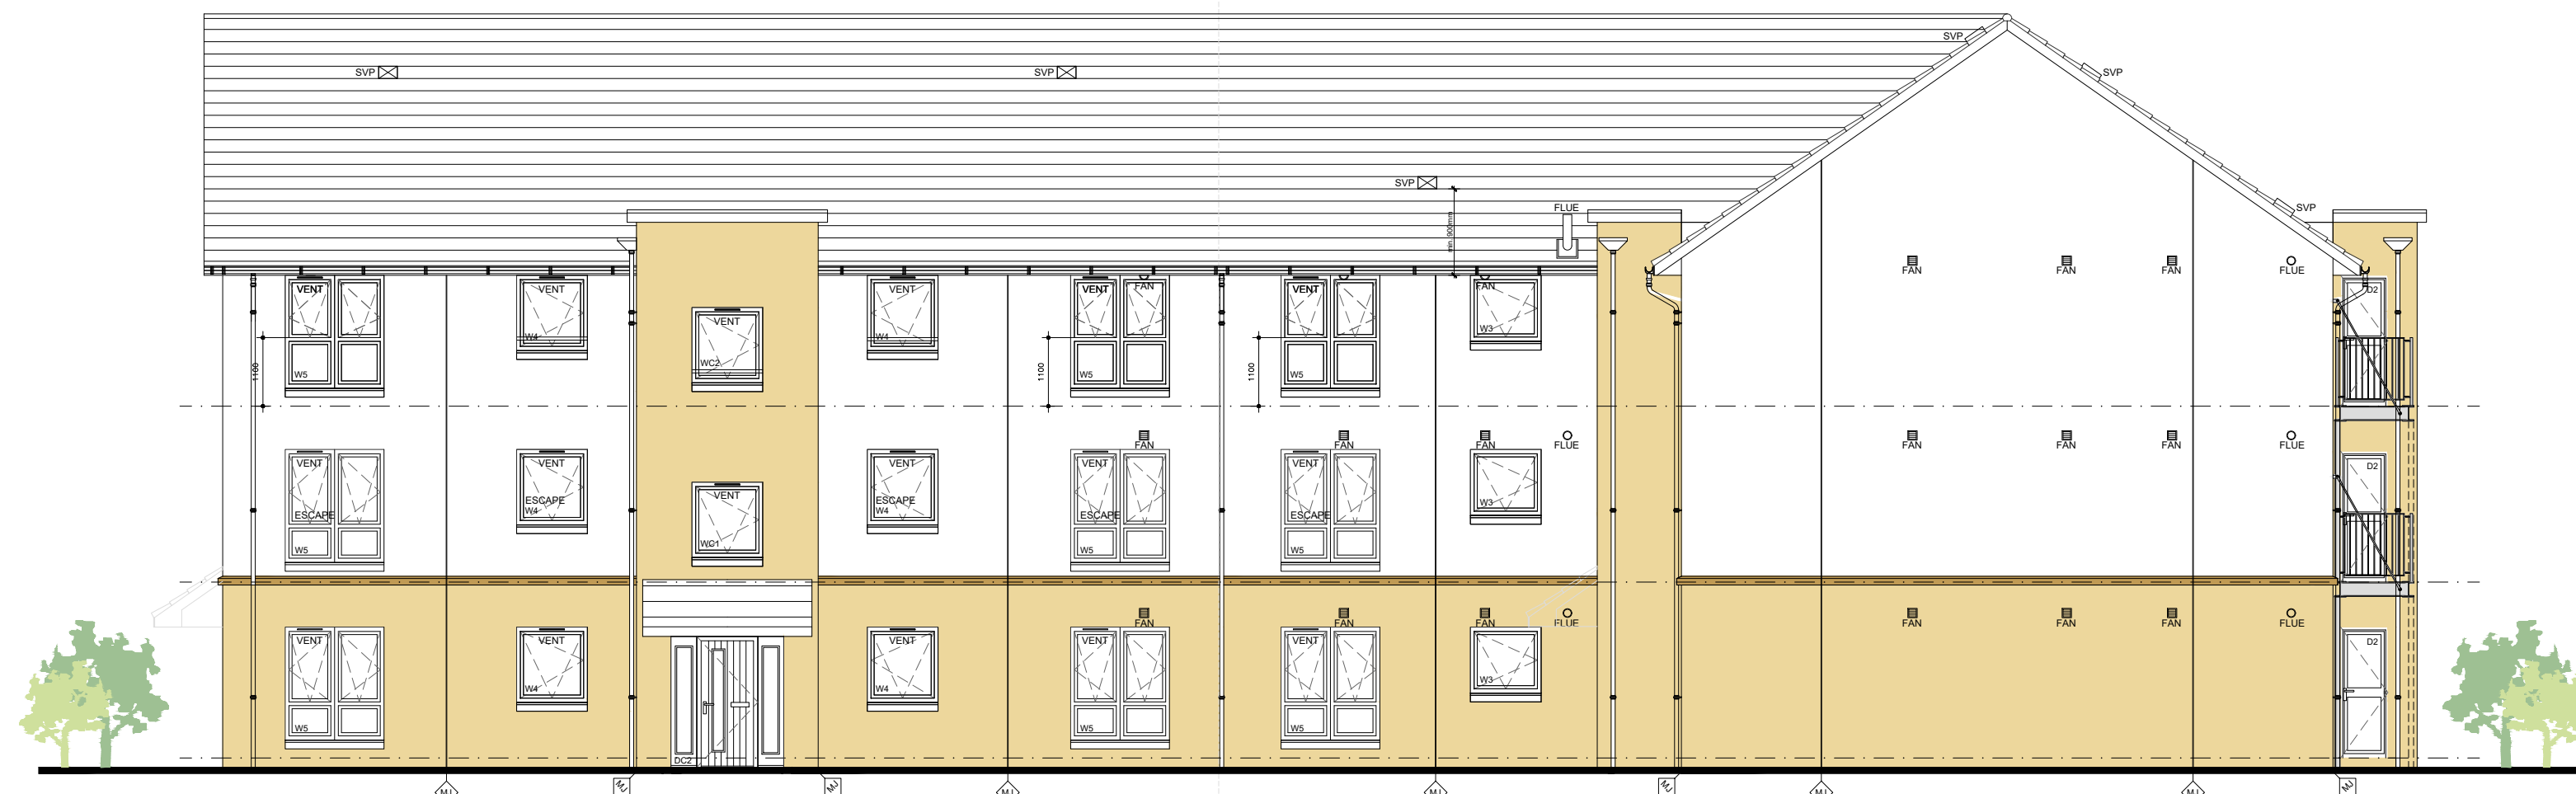 SVP
SVP
SVP
SVP
SVP
FLUE
min. 900mm
SVP
FAN
FAN
FAN
FLUE
VENT
VENT
VENT
VENT
FAN
VENT
FAN
D2
VENT
W4
W4
W3
WC2
1100
W5
1100
W5
1100
W5
FAN
FAN
FAN
FLUE
FAN
FAN
FAN
FLUE
VENT
VENT
VENT
VENT
VENT
D2
VENT
ESCAPE
W4
ESCAPE
W4
W3
ESCAPE
ESCAPE
ESCAPE
WC1
W5
W5
W5
FAN
FAN
FAN
FLUE
FAN
FAN
FAN
FLUE
VENT
VENT
VENT
VENT
VENT
D2
W4
W4
W3
W5
W5
W5
DC2
MJ
MJ
MJ
MJ
MJ
MJ
MJ
MJ
MJ